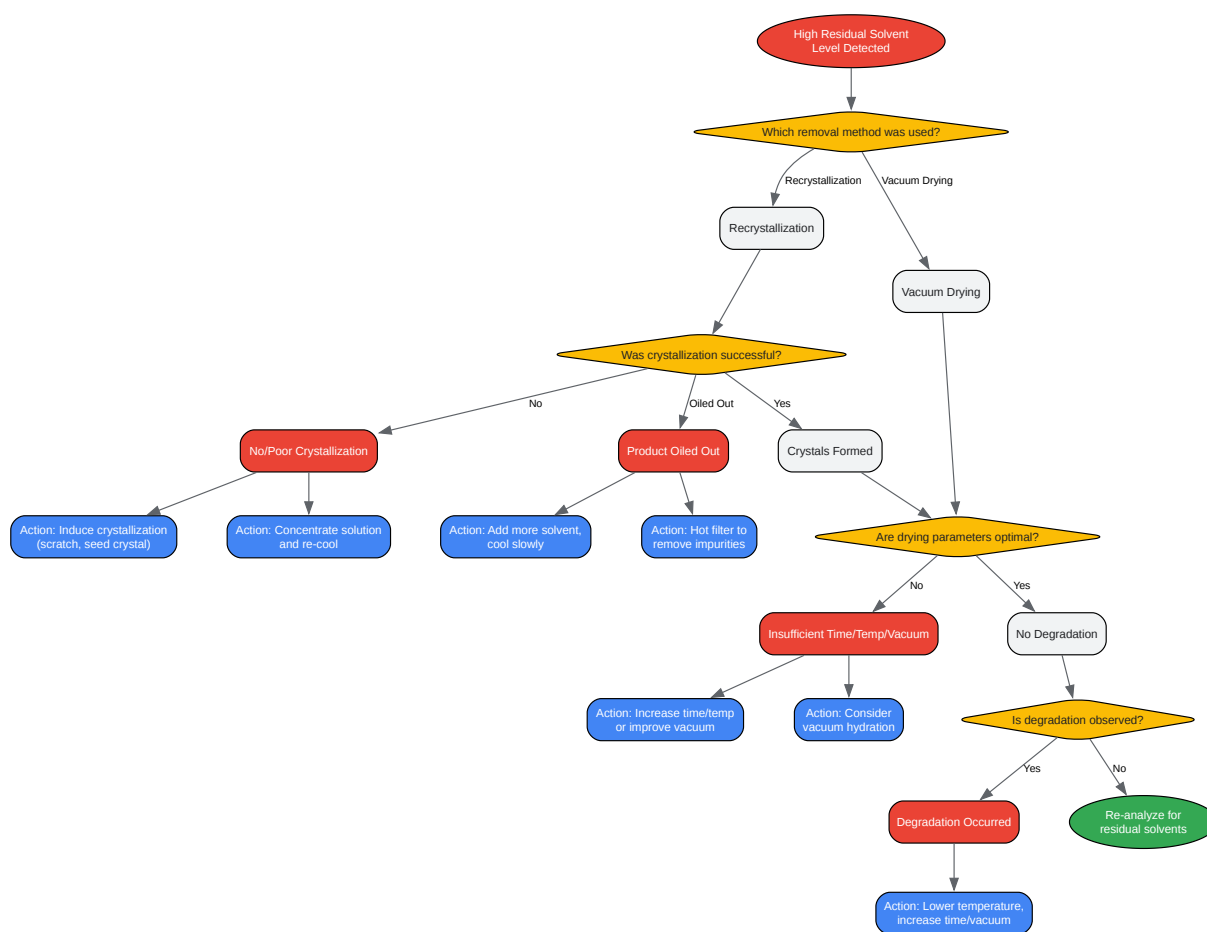 High Residual Solvent
Level Detected
Which removal method was used?
Recrystallization
Vacuum Drying
Recrystallization
Vacuum Drying
Was crystallization successful?
No
Oiled Out
Yes
No/Poor Crystallization
Product Oiled Out
Crystals Formed
Action: Induce crystallization
(scratch, seed crystal)
Action: Concentrate solution
and re-cool
Action: Add more solvent,
cool slowly
Action: Hot filter to
remove impurities
Are drying parameters optimal?
No
Yes
Insufficient Time/Temp/Vacuum
No Degradation
Action: Increase time/temp
or improve vacuum
Action: Consider
vacuum hydration
Is degradation observed?
Yes
No
Degradation Occurred
Re-analyze for
residual solvents
Action: Lower temperature,
increase time/vacuum